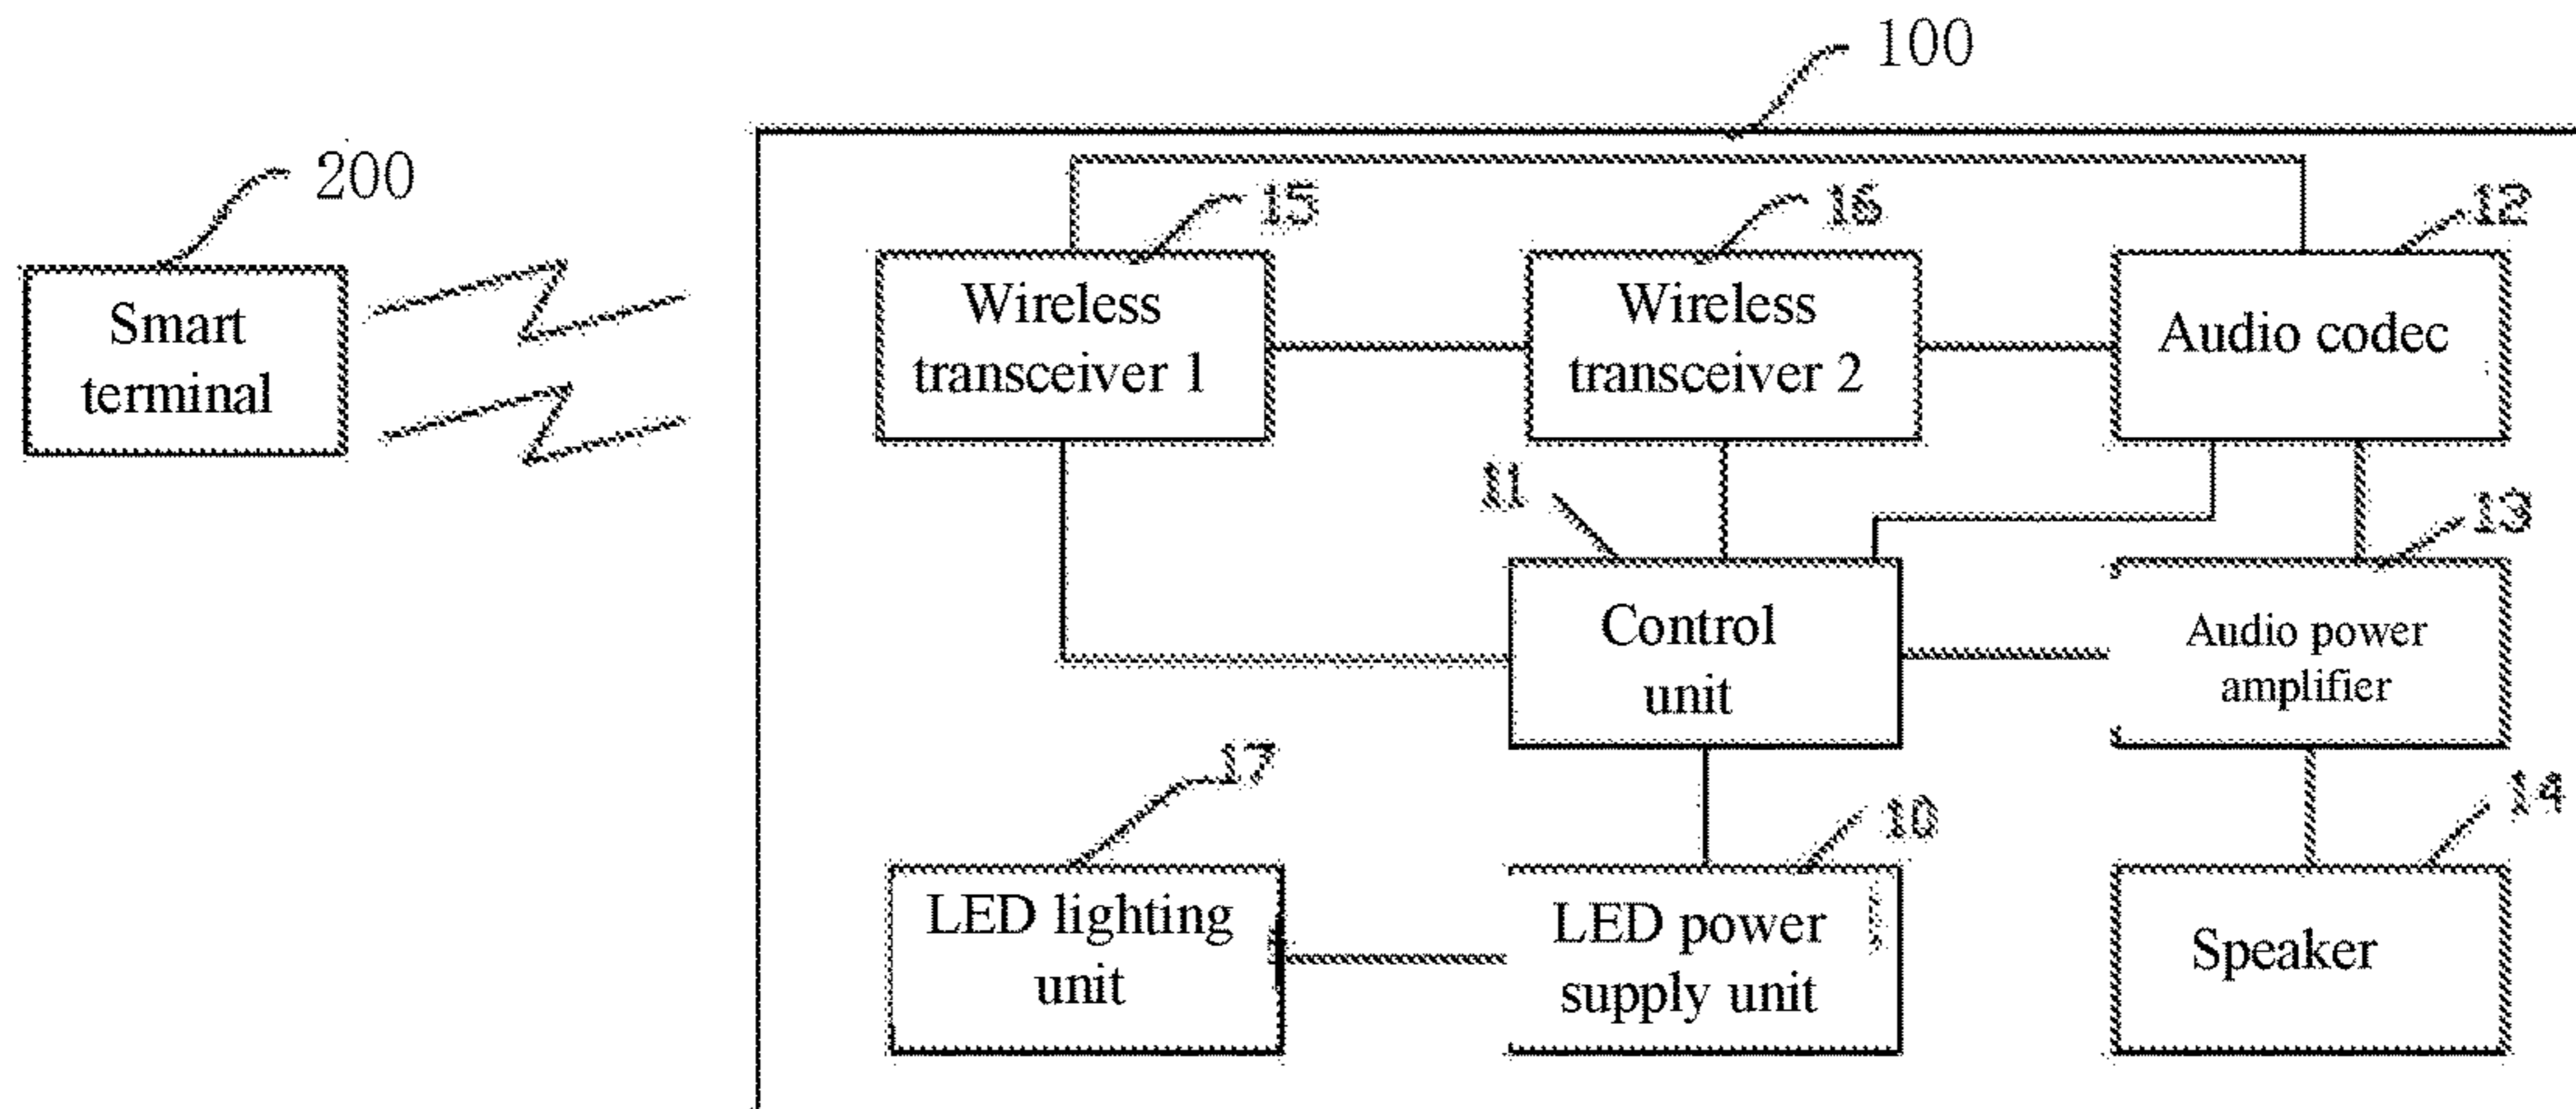 100
200
15
16
12
Smart
terminal
Wireless
transceiver 1
Wireless
transceiver 2
Audio codec
11
13
Control
unit
Audio power
amplifier
17
10
14
LED lighting
unit
LED power
supply unit
Speaker